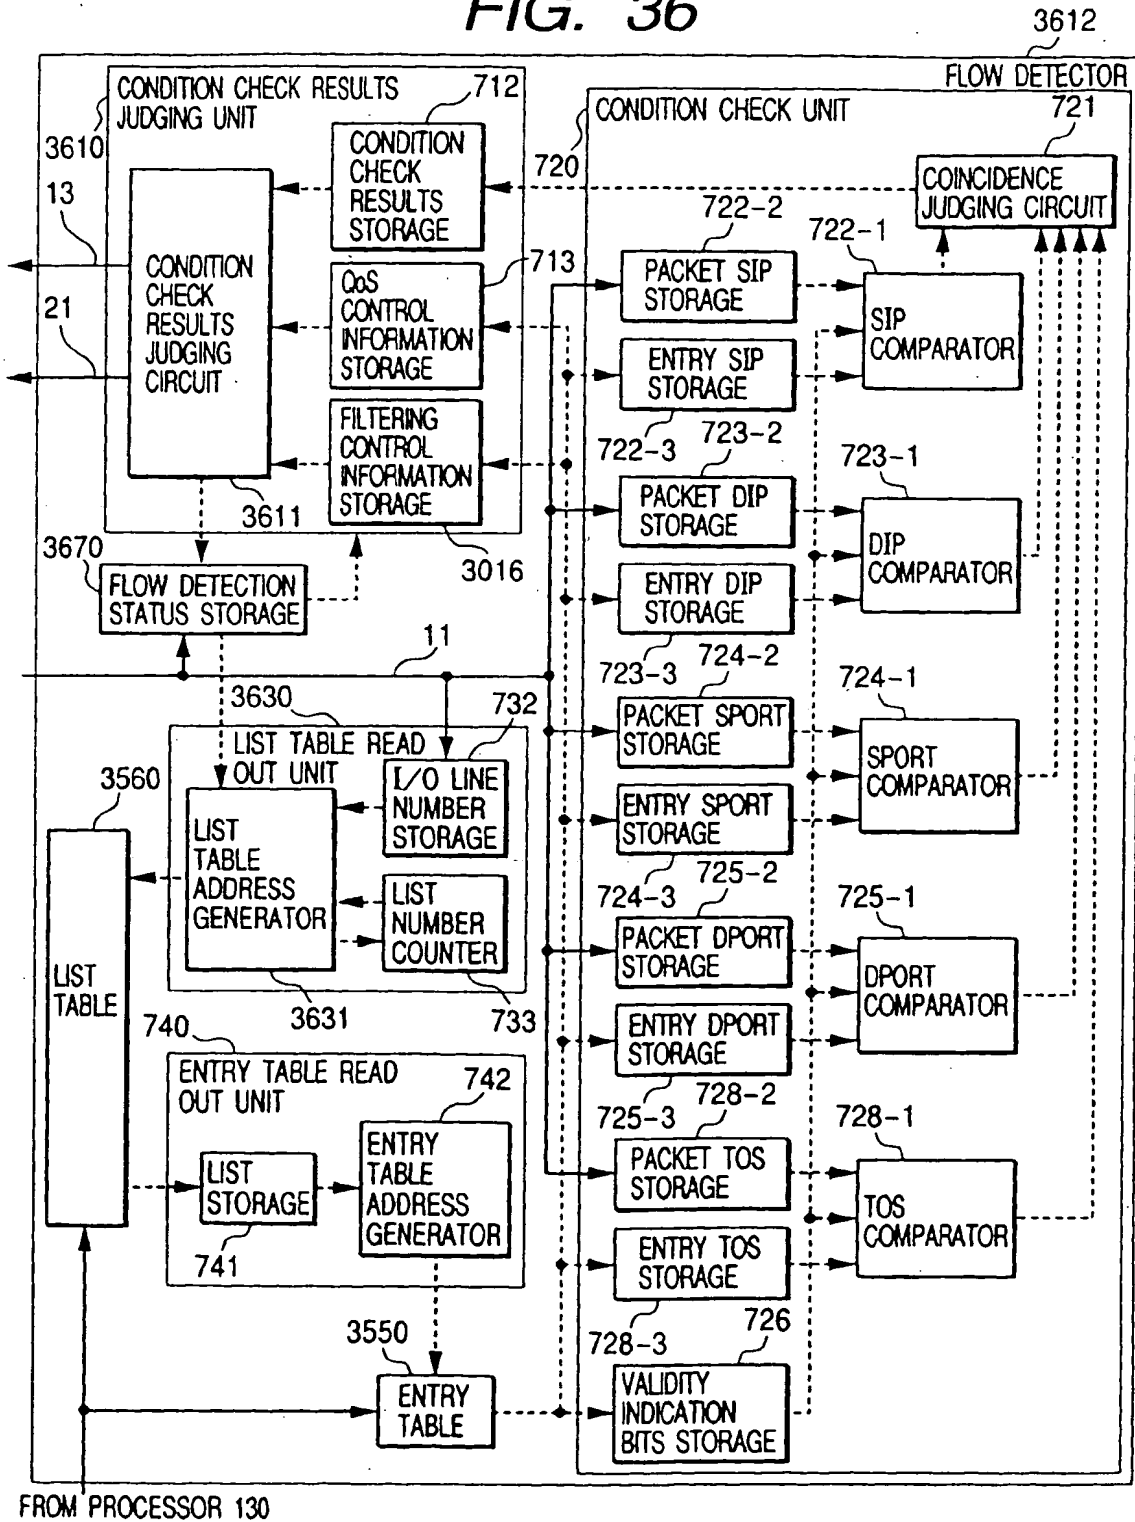 FIG. 36
3612
FLOW DETECTOR
CONDITION CHECK RESULTS
JUDGING UNIT
3610
712
CONDITION
CHECK
RESULTS
STORAGE
13
21
CONDITION
CHECK
RESULTS
JUDGING
CIRCUIT
713
QoS
CONTROL
INFORMATION
STORAGE
FILTERING
CONTROL
INFORMATION
STORAGE
3611
3016
3670
FLOW DETECTION
STATUS STORAGE
11
3630
LIST TABLE READ
OUT UNIT
732
I/O LINE
NUMBER
STORAGE
3560
LIST
TABLE
LIST
TABLE
ADDRESS
GENERATOR
LIST
NUMBER
COUNTER
3631
733
740
ENTRY TABLE READ
OUT UNIT
742
ENTRY
TABLE
ADDRESS
GENERATOR
LIST
STORAGE
741
3550
ENTRY
TABLE
FROM PROCESSOR 130
720
CONDITION CHECK UNIT
721
COINCIDENCE
JUDGING CIRCUIT
722-2
722-1
PACKET SIP
STORAGE
SIP
COMPARATOR
ENTRY SIP
STORAGE
722-3
723-2
723-1
PACKET DIP
STORAGE
DIP
COMPARATOR
ENTRY DIP
STORAGE
723-3
724-2
724-1
PACKET SPORT
STORAGE
SPORT
COMPARATOR
ENTRY SPORT
STORAGE
724-3
725-2
725-1
PACKET DPORT
STORAGE
DPORT
COMPARATOR
ENTRY DPORT
STORAGE
725-3
728-2
728-1
PACKET TOS
STORAGE
TOS
COMPARATOR
ENTRY TOS
STORAGE
728-3
726
VALIDITY
INDICATION
BITS STORAGE